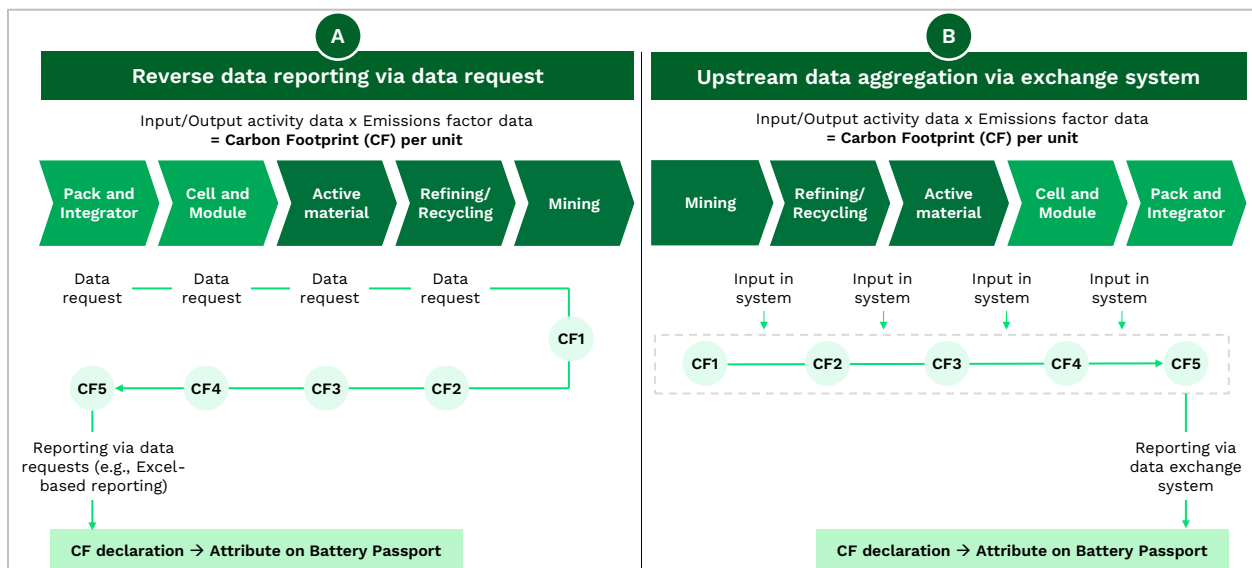 A
Reverse data reporting via data request
Input/Output activity data x Emissions factor data
= Carbon Footprint (CF) per unit
Pack and
Integrator
Cell and
Module
Active
material
Refining/
Recycling
Mining
Data
request
Data
request
Data
request
Data
request
CF1
CF5
CF4
CF3
CF2
Reporting via data
requests (e.g., Excel-
based reporting)
CF declaration → Attribute on Battery Passport
B
Upstream data aggregation via exchange system
Input/Output activity data x Emissions factor data
= Carbon Footprint (CF) per unit
Mining
Refining/
Recycling
Active
material
Cell and
Module
Pack and
Integrator
Input in
system
Input in
system
Input in
system
Input in
system
CF1
CF2
CF3
CF4
CF5
Reporting via
data exchange
system
CF declaration → Attribute on Battery Passport